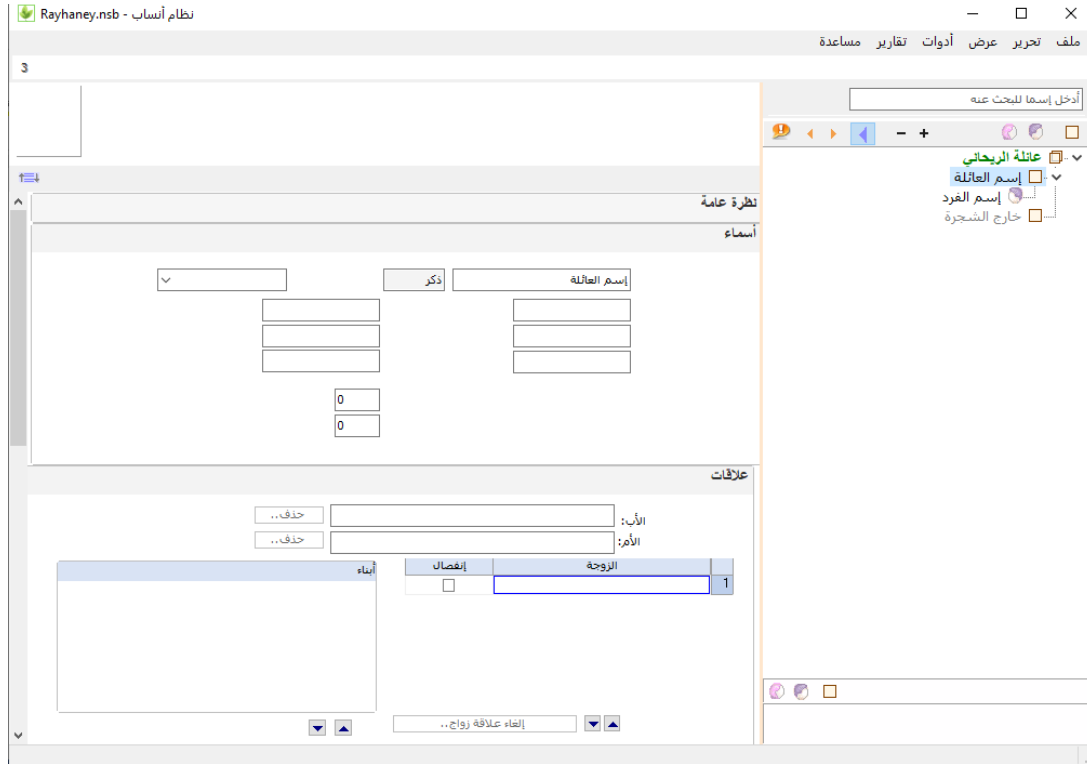 نظام أنساب - Rayhaney.nsb
ملف تحرير عرض أدوات تقارير مساعدة
3
أدخل إسما للبحث عنه
عائلة الريحاني
إسم العائلة
إسم الفرد
خارج الشجرة
نظرة عامة
أسماء
إسم العائلة ذكر
0
0
علاقات
الأب: حذف..
الأم: حذف..
الزوجة إنفصال
1
أبناء
إلغاء علاقة زواج..